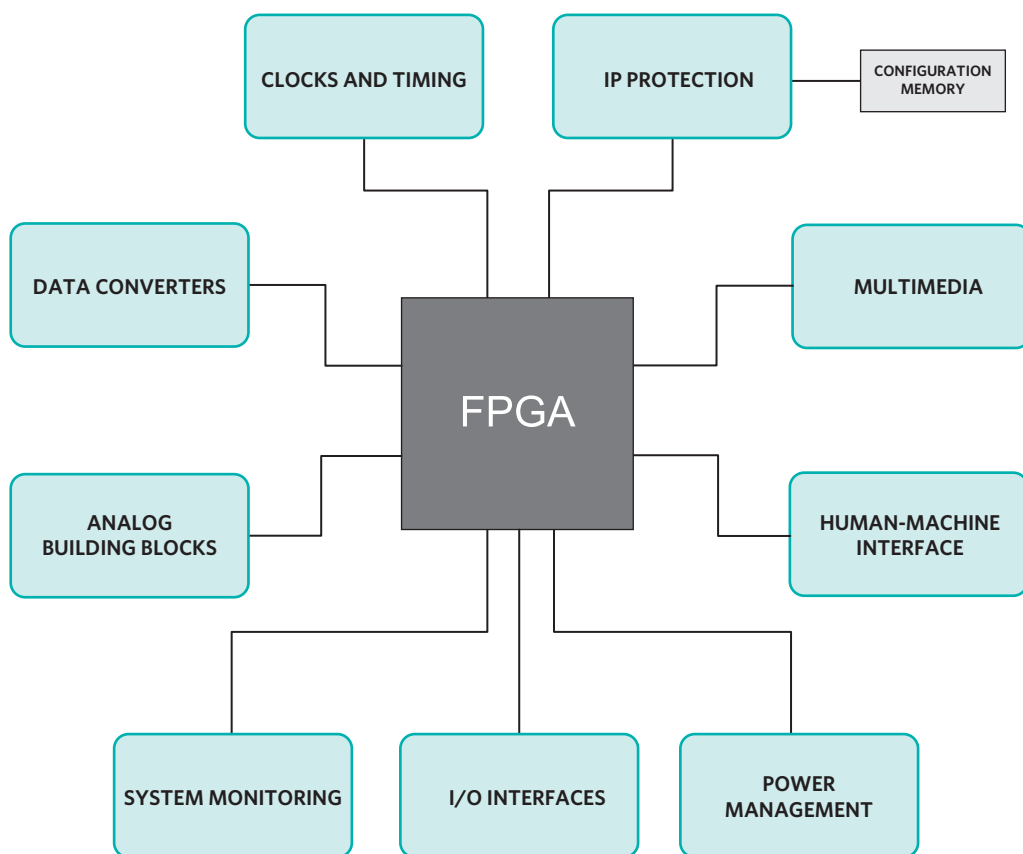 CLOCKS AND TIMING
IP PROTECTION
CONFIGURATION
MEMORY
DATA CONVERTERS
MULTIMEDIA
FPGA
ANALOG
BUILDING BLOCKS
HUMAN-MACHINE
INTERFACE
SYSTEM MONITORING
I/O INTERFACES
POWER
MANAGEMENT